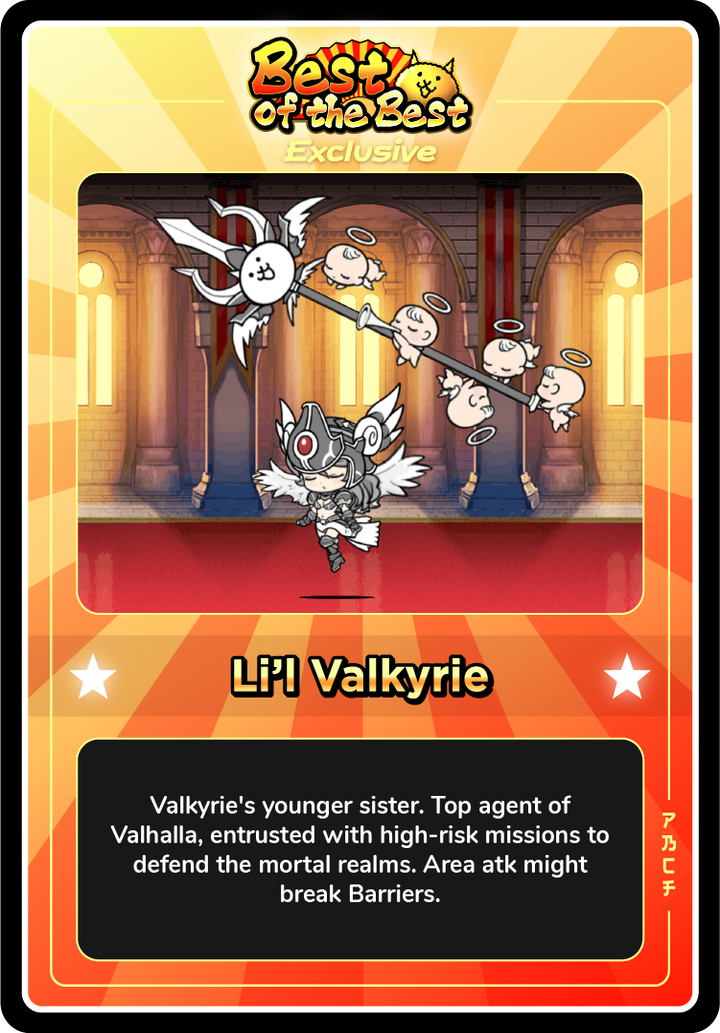 Best
of the Best
Exclusive
Li'l Valkyrie
Valkyrie's younger sister. Top agent of
Valhalla, entrusted with high-risk missions to
defend the mortal realms. Area atk might
break Barriers.
ア乃ㄈチ